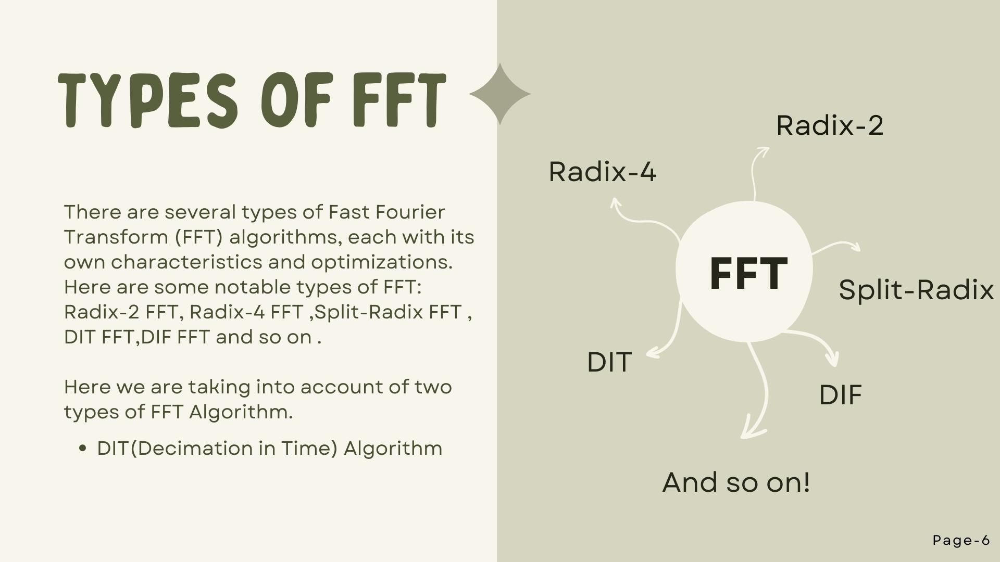 TYPES OF FFT
There are several types of Fast Fourier
Transform (FFT) algorithms, each with its
own characteristics and optimizations.
Here are some notable types of FFT:
Radix-2 FFT, Radix-4 FFT ,Split-Radix FFT ,
DIT FFT,DIF FFT and so on .
Here we are taking into account of two
types of FFT Algorithm.
• DIT(Decimation in Time) Algorithm
Radix-2
Radix-4
FFT
Split-Radix
DIT
DIF
And so on!
Page-6